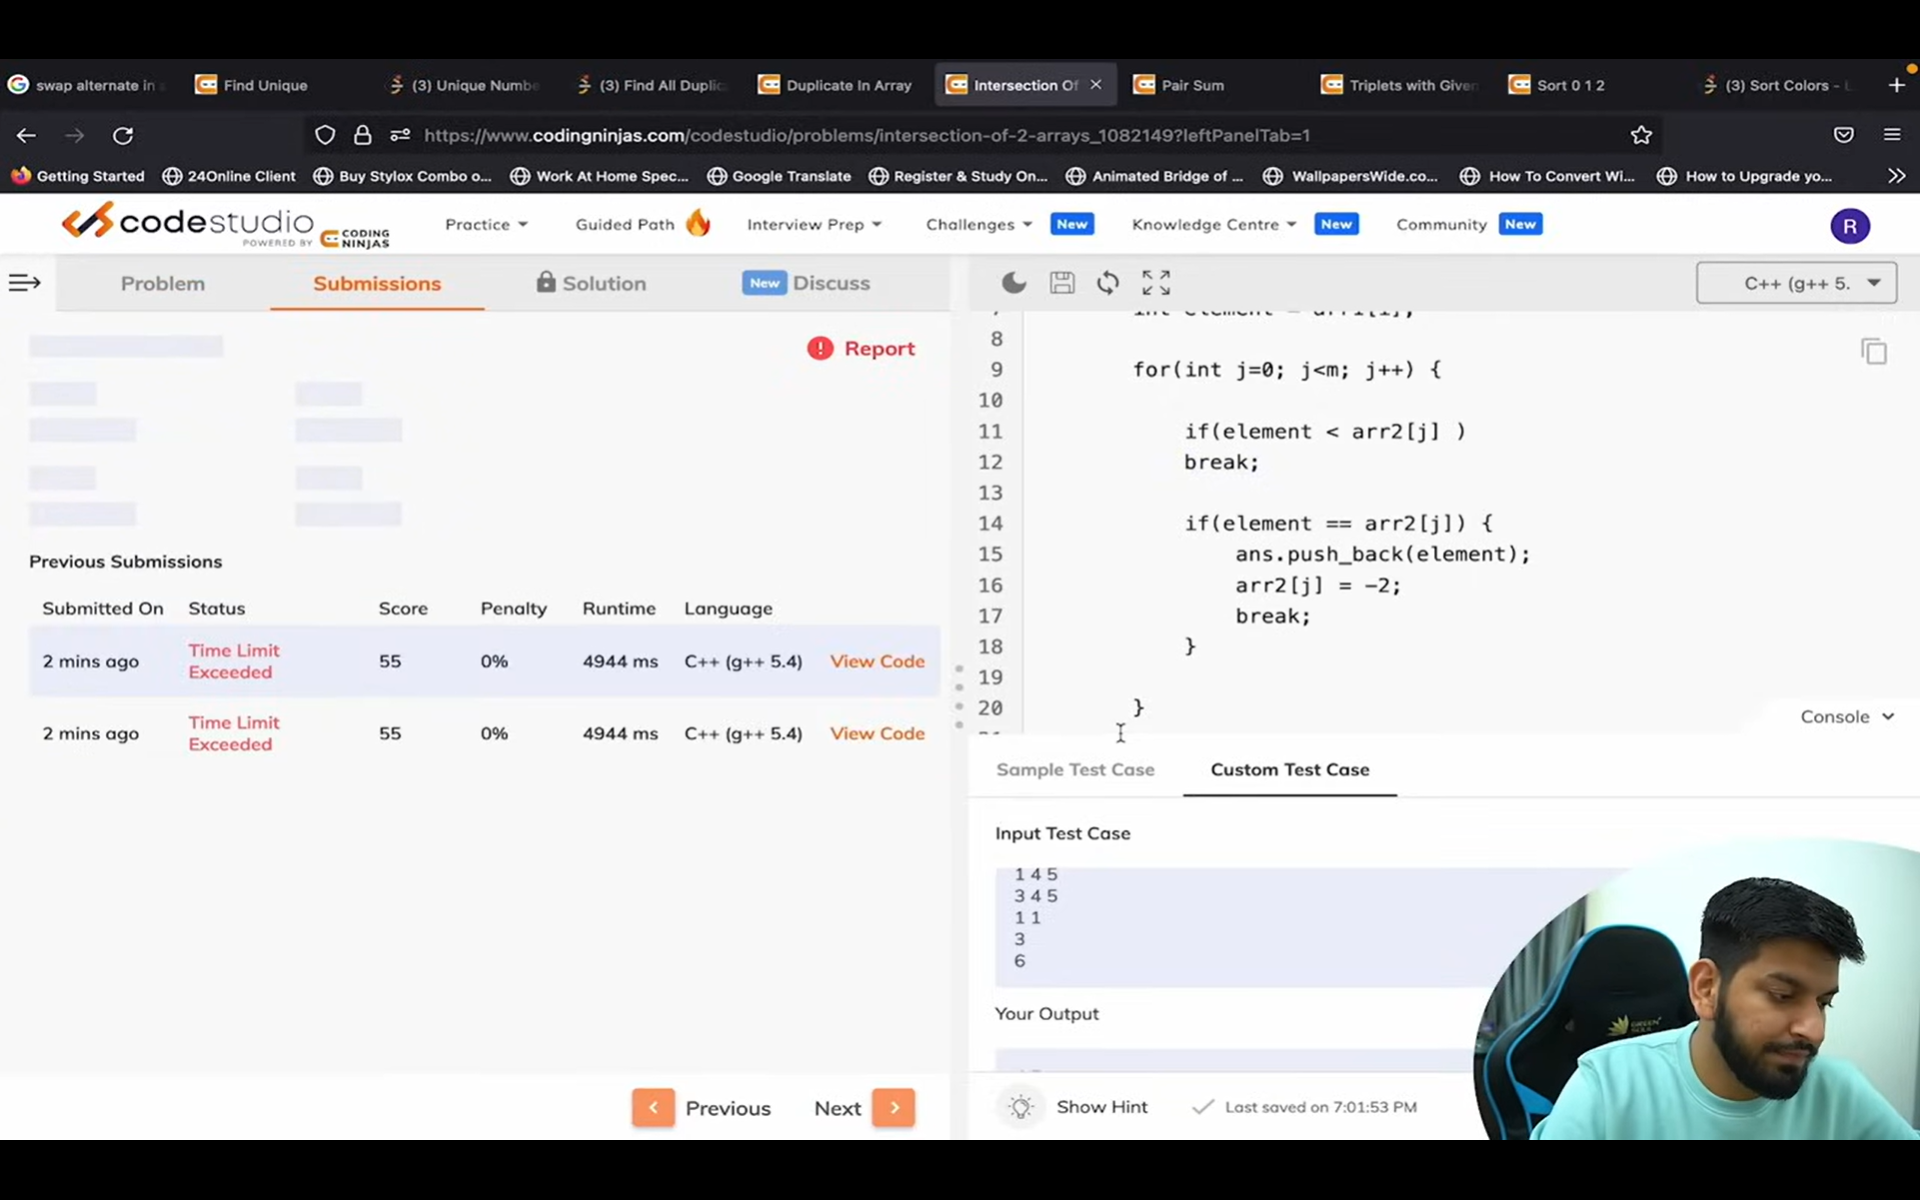 swap alternate in
Find Unique
(3) Unique Numbe
(3) Find All Duplic
Duplicate In Array
Intersection Of
Pair Sum
Triplets with Given
Sort 0 1 2
(3) Sort Colors - L
https://www.codingninjas.com/codestudio/problems/intersection-of-2-arrays_1082149?leftPanelTab=1
Getting Started
24Online Client
Buy Stylox Combo o...
Work At Home Spec...
Google Translate
Register & Study On...
Animated Bridge of ...
WallpapersWide.co...
How To Convert Wi...
How to Upgrade yo...
codestudio
POWERED BY CODING NINJAS
Practice
Guided Path
Interview Prep
Challenges New
Knowledge Centre New
Community New
R
Problem
Submissions
Solution
New Discuss
C++ (g++ 5.
Report
int element = arr1[i];
8
9 for(int j=0; j<m; j++) {
10
11 if(element < arr2[j] )
12 break;
13
14 if(element == arr2[j]) {
15 ans.push_back(element);
16 arr2[j] = -2;
17 break;
18 }
19
20 }
Previous Submissions
Submitted On Status Score Penalty Runtime Language
2 mins ago Time Limit Exceeded 55 0% 4944 ms C++ (g++ 5.4) View Code
2 mins ago Time Limit Exceeded 55 0% 4944 ms C++ (g++ 5.4) View Code
Console
Sample Test Case
Custom Test Case
Input Test Case
1 4 5
3 4 5
1 1
3
6
Your Output
Previous
Next
Show Hint
Last saved on 7:01:53 PM
GREEN SOUL